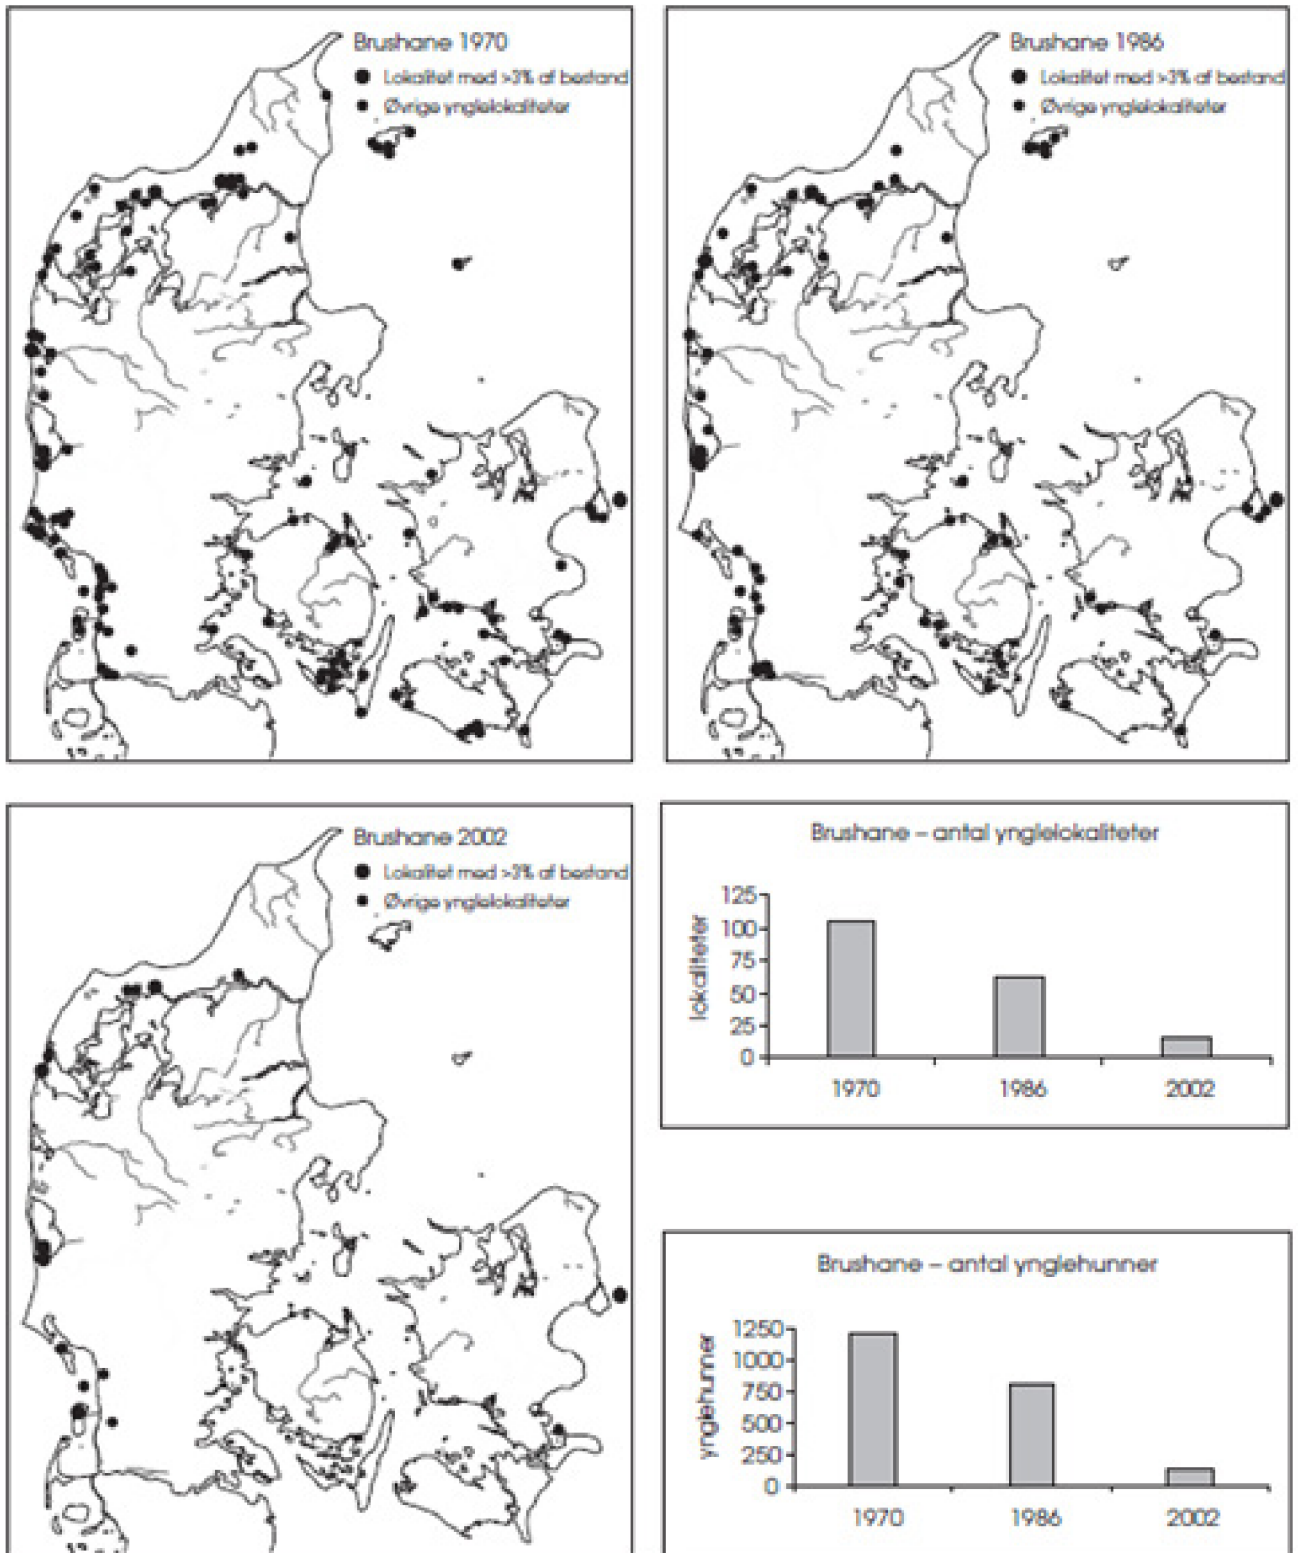 Brushane 1970
Lokalitet med >3% af bestand
Øvrige ynglelokaliteter
Brushane 1986
Lokalitet med >3% af bestand
Øvrige ynglelokaliteter
Brushane 2002
Lokalitet med >3% af bestand
Øvrige ynglelokaliteter
Brushane – antal ynglelokaliteter
lokaliteter
125
100
75
50
25
0
1970 1986 2002
Brushane – antal ynglehunner
ynglehunner
1250
1000
750
500
250
0
1970 1986 2002